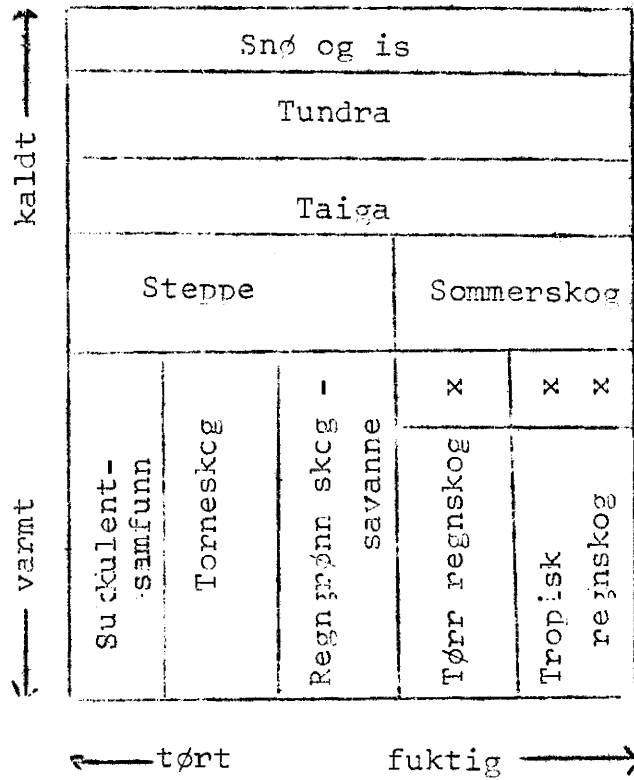 kaldt
varmt
Snø og is
Tundra
Taiga
Steppe
Sommerskog
Sukkulent-
samfunn
Torneskog
Regngrønn skog -
savanne
x
Tørr regnskog
x x
Tropisk
regnskog
tørt
fuktig